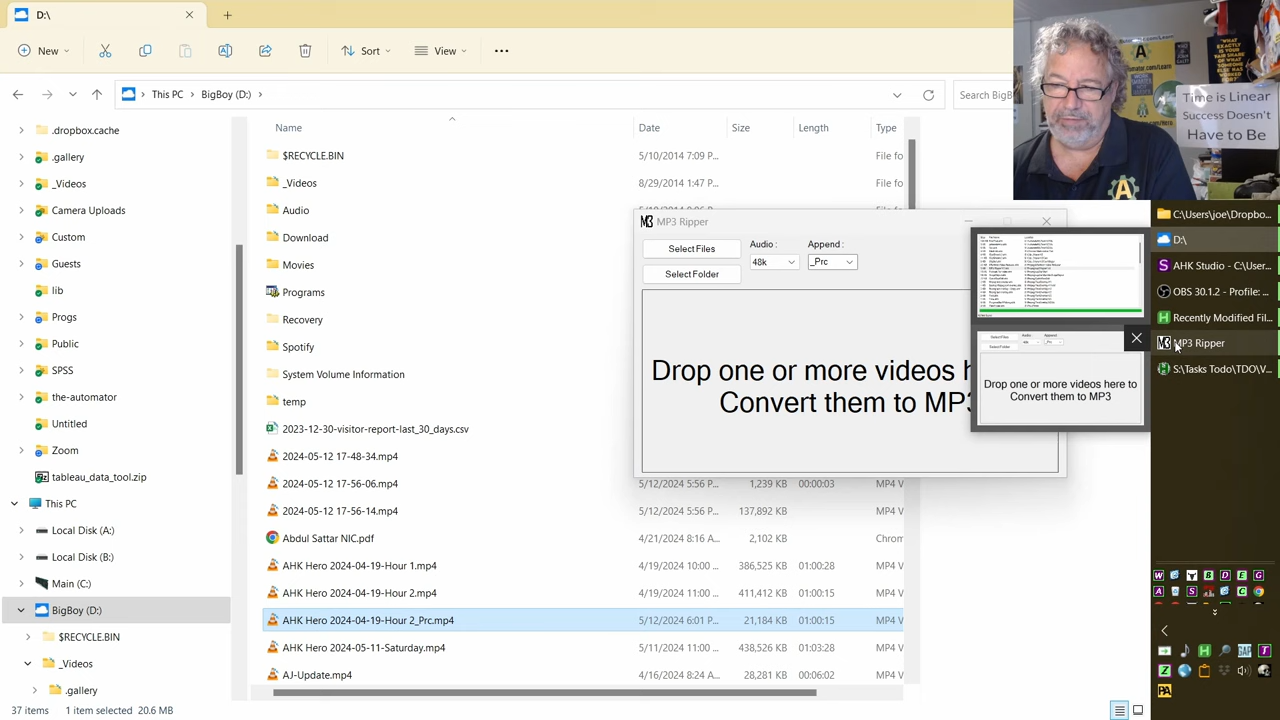 D:\
New
Sort
View
This PC
BigBoy (D:)
Search BigB
.dropbox.cache
.gallery
_Videos
Camera Uploads
Custom
Guests
lib
Progs
Public
SPSS
the-automator
Untitled
Zoom
tableau_data_tool.zip
This PC
Local Disk (A:)
Local Disk (B:)
Main (C:)
BigBoy (D:)
$RECYCLE.BIN
_Videos
.gallery
37 items 1 item selected 20.6 MB
Name Date Size Length Type
$RECYCLE.BIN 5/10/2014 7:09 P... File fo
_Videos 8/29/2014 1:47 P... File fo
Audio
Download
Recovery
Spotify
System Volume Information
temp
2023-12-30-visitor-report-last_30_days.csv
2024-05-12 17-48-34.mp4
2024-05-12 17-56-06.mp4 5/12/2024 5:56 P... 1,239 KB 00:00:03 MP4 V
2024-05-12 17-56-14.mp4 5/12/2024 5:56 P... 137,892 KB MP4 V
Abdul Sattar NIC.pdf 4/21/2024 8:16 A... 2,102 KB Chrom
AHK Hero 2024-04-19-Hour 1.mp4 4/19/2024 10:00 ... 386,525 KB 01:00:28 MP4 V
AHK Hero 2024-04-19-Hour 2.mp4 4/19/2024 11:00 ... 411,412 KB 01:00:15 MP4 V
AHK Hero 2024-04-19-Hour 2_Prc.mp4 5/12/2024 6:01 P... 21,184 KB 01:00:15 MP4 V
AHK Hero 2024-05-11-Saturday.mp4 5/11/2024 11:00 ... 438,526 KB 01:03:28 MP4 V
AJ-Update.mp4 4/16/2024 8:24 A... 28,281 KB 00:06:02 MP4 V
MP3 Ripper
Select Files
Select Folder
Audio:
48k
Append:
_Prc
Drop one or more videos h
Convert them to MP3
Drop one or more videos here to
Convert them to MP3
WHAT
EXACTLY
IS YOUR
FAIR SHARE
OF WHAT
SOMEONE
ELSE HAS
WORKED
FOR?
Time is Linear
Success Doesn't
Have to Be
A
C:\Users\joe\Dropbo...
D:\
AHK Studio - C:\User...
OBS 30.1.2 - Profile: ...
Recently Modified Fil...
MP3 Ripper
S:\Tasks Todo\TDO\V...